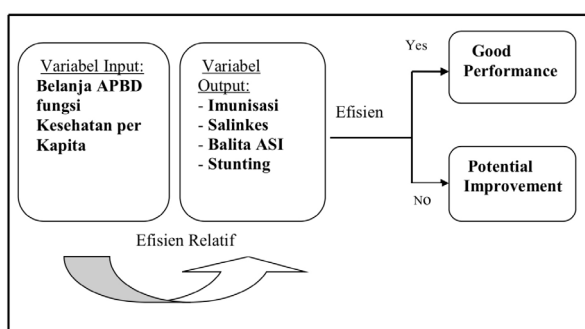 Variabel Input:
Belanja APBD
fungsi
Kesehatan per
Kapita
Variabel
Output:
- Imunisasi
- Salinkes
- Balita ASI
- Stunting
Efisien
Yes
Good
Performance
No
Potential
Improvement
Efisien Relatif